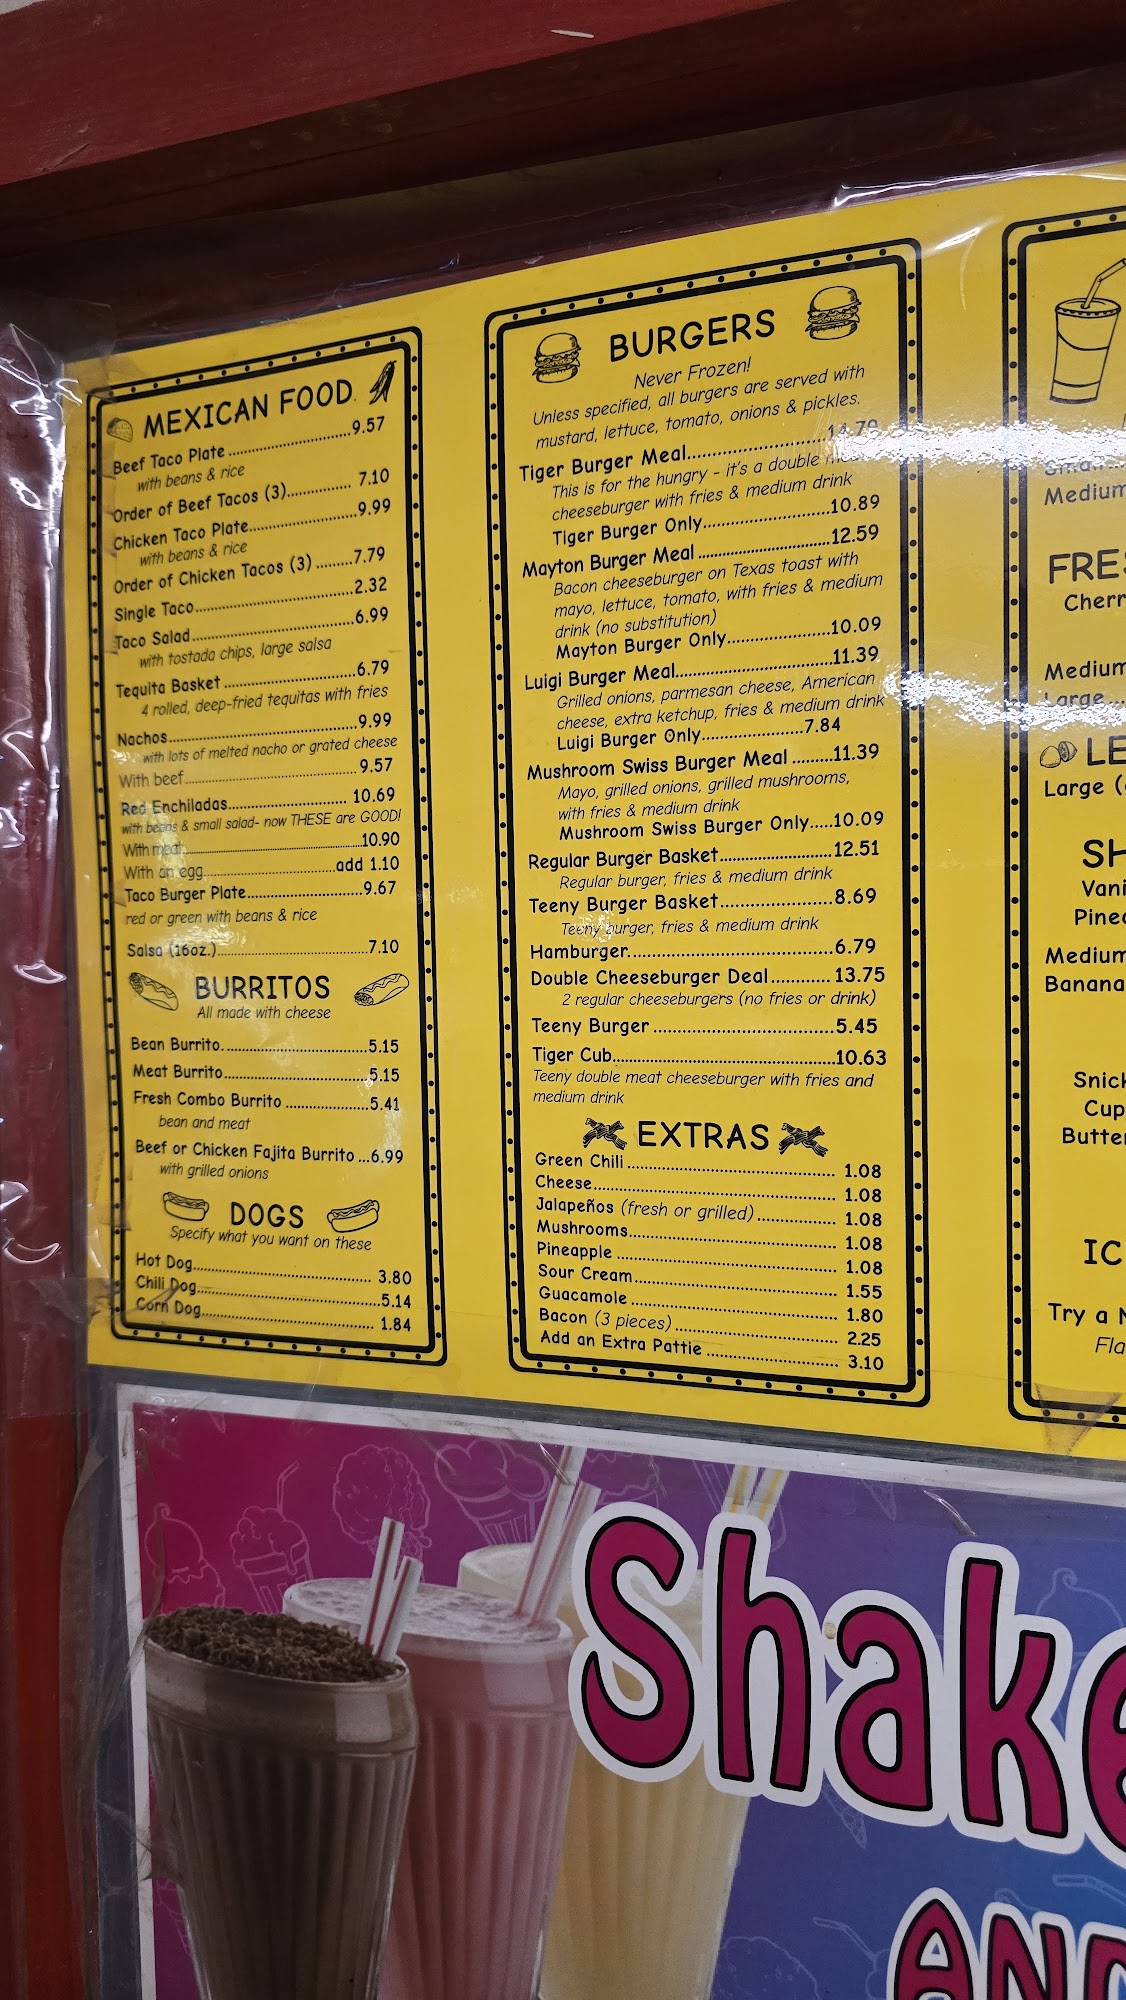 MEXICAN FOOD
Beef Taco Plate 9.57
with beans & rice
Order of Beef Tacos (3) 7.10
Chicken Taco Plate 9.99
with beans & rice
Order of Chicken Tacos (3) 7.79
Single Taco 2.32
Taco Salad 6.99
with tostada chips, large salsa
Tequita Basket 6.79
4 rolled, deep-fried tequitas with fries
Nachos 9.99
with lots of melted nacho or grated cheese
With beef 9.57
Red Enchiladas 10.69
with beans & small salad- now THESE are GOOD!
With meat 10.90
With an egg add 1.10
Taco Burger Plate 9.67
red or green with beans & rice
Salsa (16oz.) 7.10
BURRITOS
All made with cheese
Bean Burrito 5.15
Meat Burrito 5.15
Fresh Combo Burrito 5.41
bean and meat
Beef or Chicken Fajita Burrito 6.99
with grilled onions
DOGS
Specify what you want on these
Hot Dog 3.80
Chili Dog 5.14
Corn Dog 1.84
BURGERS
Never Frozen!
Unless specified, all burgers are served with
mustard, lettuce, tomato, onions & pickles.
Tiger Burger Meal
This is for the hungry - it's a double
cheeseburger with fries & medium drink
Tiger Burger Only 10.89
Mayton Burger Meal 12.59
Bacon cheeseburger on Texas toast with
mayo, lettuce, tomato, with fries & medium
drink (no substitution)
Mayton Burger Only 10.09
Luigi Burger Meal 11.39
Grilled onions, parmesan cheese, American
cheese, extra ketchup, fries & medium drink
Luigi Burger Only 7.84
Mushroom Swiss Burger Meal 11.39
Mayo, grilled onions, grilled mushrooms,
with fries & medium drink
Mushroom Swiss Burger Only 10.09
Regular Burger Basket 12.51
Regular burger, fries & medium drink
Teeny Burger Basket 8.69
Teeny burger, fries & medium drink
Hamburger 6.79
Double Cheeseburger Deal 13.75
2 regular cheeseburgers (no fries or drink)
Teeny Burger 5.45
Tiger Cub 10.63
Teeny double meat cheeseburger with fries and
medium drink
EXTRAS
Green Chili 1.08
Cheese 1.08
Jalapeños (fresh or grilled) 1.08
Mushrooms 1.08
Pineapple 1.08
Sour Cream 1.55
Guacamole 1.80
Bacon (3 pieces) 2.25
Add an Extra Pattie 3.10
Medium
Medium
Large
Large
Medium
Banana
Try a
Shake